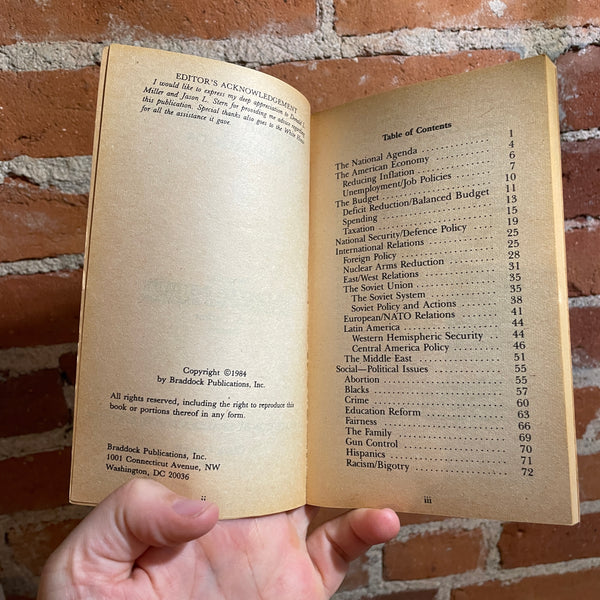 EDITOR'S ACKNOWLEDGEMENT
I would like to express my deep appreciation to Donald
Miller and Jason L. Stern for providing me advice regarding
this publication. Special thanks also goes to the White House
for all the assistance it gave.
Copyright ©1984
by Braddock Publications, Inc.
All rights reserved, including the right to reproduce this
book or portions thereof in any form.
Braddock Publications, Inc.
1001 Connecticut Avenue, NW
Washington, DC 20036
ii
Table of Contents
The National Agenda 1
The American Economy 4
Reducing Inflation 6
Unemployment/Job Policies 7
The Budget 10
Deficit Reduction/Balanced Budget 11
Spending 13
Taxation 15
National Security/Defence Policy 19
International Relations 25
Foreign Policy 25
Nuclear Arms Reduction 28
East/West Relations 31
The Soviet Union 35
The Soviet System 35
Soviet Policy and Actions 38
European/NATO Relations 41
Latin America 44
Western Hemispheric Security 44
Central America Policy 46
The Middle East 51
Social—Political Issues 55
Abortion 55
Blacks 57
Crime 60
Education Reform 63
Fairness 66
The Family 69
Gun Control 70
Hispanics 71
Racism/Bigotry 72
iii